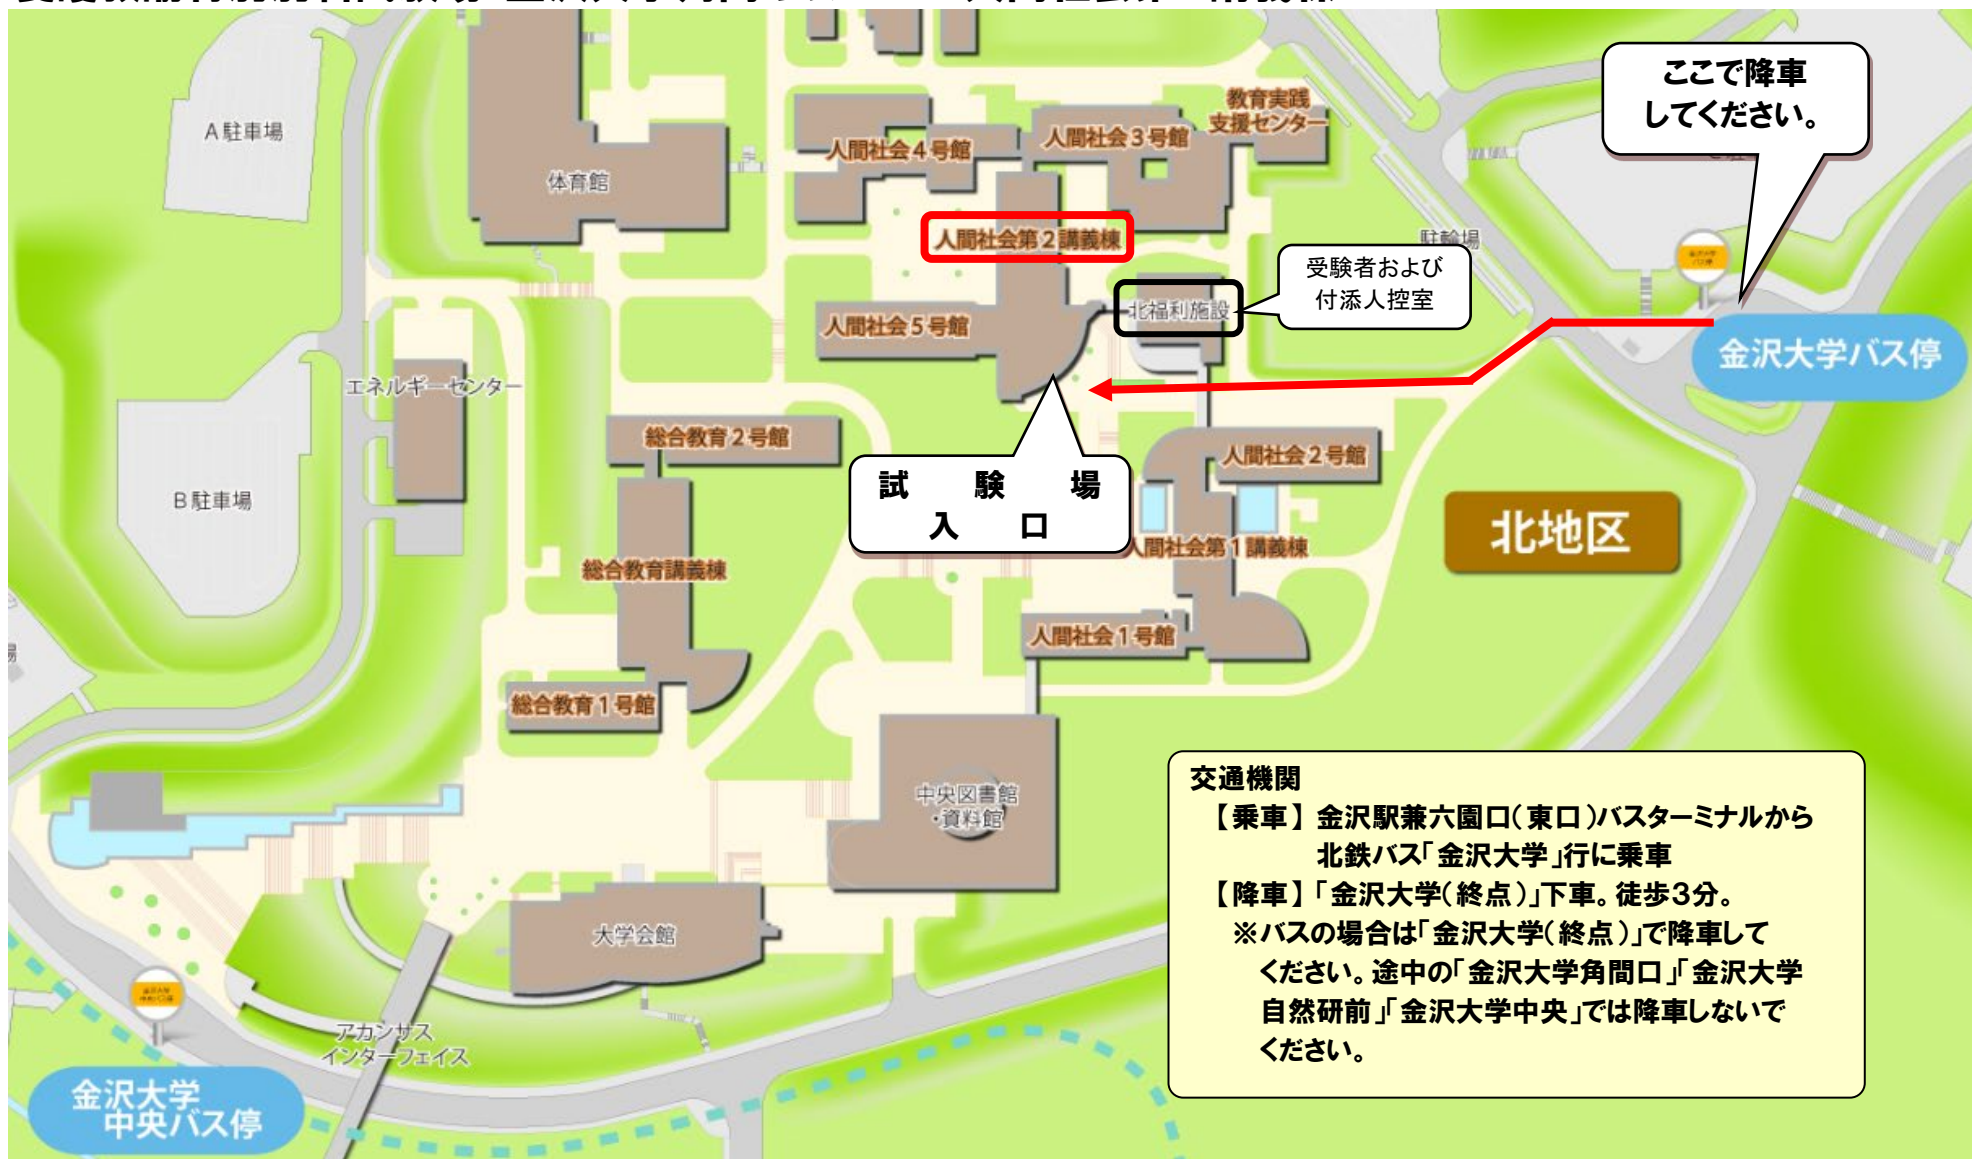 ここで降車
してください。
A駐車場
教育実践
支援センター
人間社会4号館
人間社会3号館
体育館
人間社会第2講義棟
駐輪場
受験者および
付添人控室
北福利施設
人間社会5号館
金沢大学バス停
エネルギーセンター
総合教育2号館
人間社会2号館
試 験 場
入 口
B駐車場
北地区
人間社会第1講義棟
総合教育講義棟
人間社会1号館
総合教育1号館
中央図書館
・資料館
大学会館
アカンサス
インターフェイス
金沢大学
中央バス停
交通機関
【乗車】 金沢駅兼六園口(東口)バスターミナルから
北鉄バス「金沢大学」行に乗車
【降車】「金沢大学(終点)」下車。徒歩3分。
※バスの場合は「金沢大学(終点)」で降車して
ください。途中の「金沢大学角間口」「金沢大学
自然研前」「金沢大学中央」では降車しないで
ください。